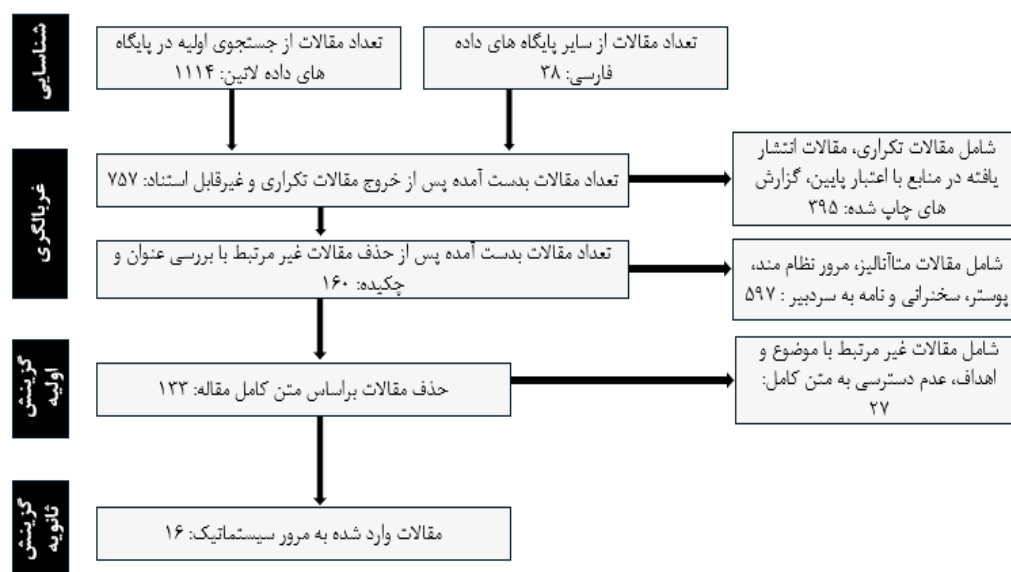 شناسایی
تعداد مقالات از جستجوی اولیه در پایگاه
های داده لاتین: ۱۱۱۴
تعداد مقالات از سایر پایگاه های داده
فارسی: ۳۸
غربالگری
تعداد مقالات بدست آمده پس از خروج مقالات تکراری و غیرقابل استناد: ۷۵۷
شامل مقالات تکراری، مقالات انتشار
یافته در منابع با اعتبار پایین، گزارش
های چاپ شده: ۳۹۵
تعداد مقالات بدست آمده پس از حذف مقالات غیر مرتبط با بررسی عنوان و
چکیده: ۱۶۰
شامل مقالات متاآنالیز، مرور نظام مند،
پوستر، سخنرانی و نامه به سردبیر : ۵۹۷
گزینش
اولیه
حذف مقالات براساس متن کامل مقاله: ۱۳۳
شامل مقالات غیر مرتبط با موضوع و
اهداف، عدم دسترسی به متن کامل:
۲۷
گزینش
ثانویه
مقالات وارد شده به مرور سیستماتیک: ۱۶